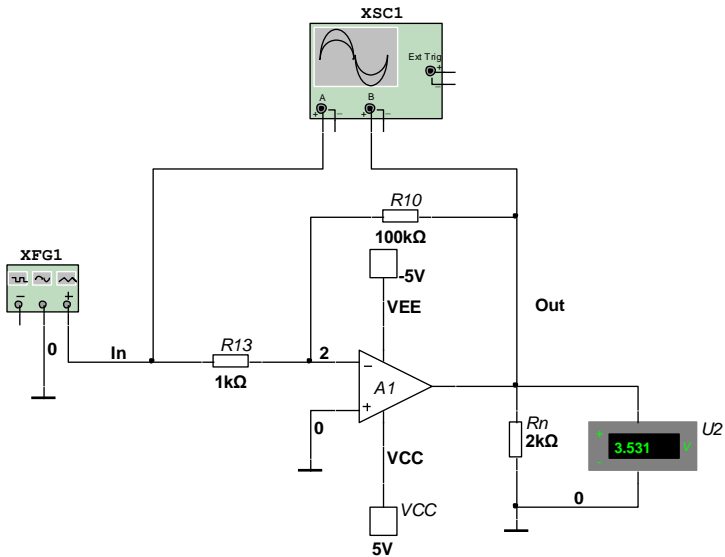 XSC1
Ext Trig
+
−
A
B
+ −
+ −
R10
100kΩ
XFG1
− +
-5V
VEE
Out
0
In
R13
2
1kΩ
−
A1
+
0
Rn
2kΩ
U2
+
3.531
V
-
VCC
0
VCC
5V